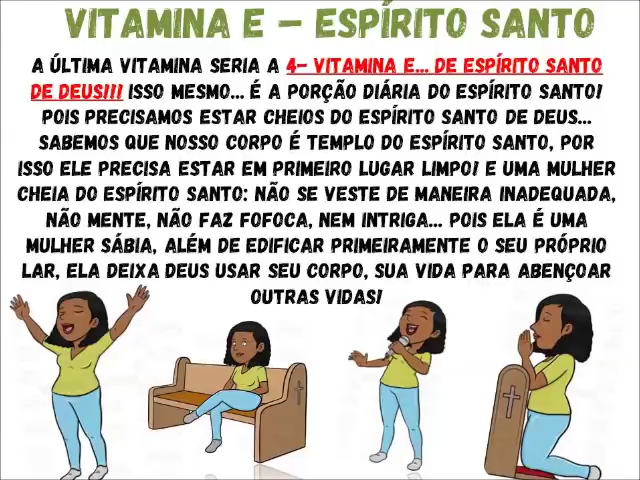 VITAMINA E – ESPÍRITO SANTO
A ÚLTIMA VITAMINA SERIA A 4- VITAMINA E... DE ESPÍRITO SANTO
DE DEUS!!! ISSO MESMO... É A PORÇÃO DIÁRIA DO ESPÍRITO SANTO!
POIS PRECISAMOS ESTAR CHEIOS DO ESPÍRITO SANTO DE DEUS...
SABEMOS QUE NOSSO CORPO É TEMPLO DO ESPÍRITO SANTO, POR
ISSO ELE PRECISA ESTAR EM PRIMEIRO LUGAR LIMPO! E UMA MULHER
CHEIA DO ESPÍRITO SANTO: NÃO SE VESTE DE MANEIRA INADEQUADA,
NÃO MENTE, NÃO FAZ FOFOCA, NEM INTRIGA... POIS ELA É UMA
MULHER SÁBIA, ALÉM DE EDIFICAR PRIMEIRAMENTE O SEU PRÓPRIO
LAR, ELA DEIXA DEUS USAR SEU CORPO, SUA VIDA PARA ABENÇOAR
OUTRAS VIDAS!